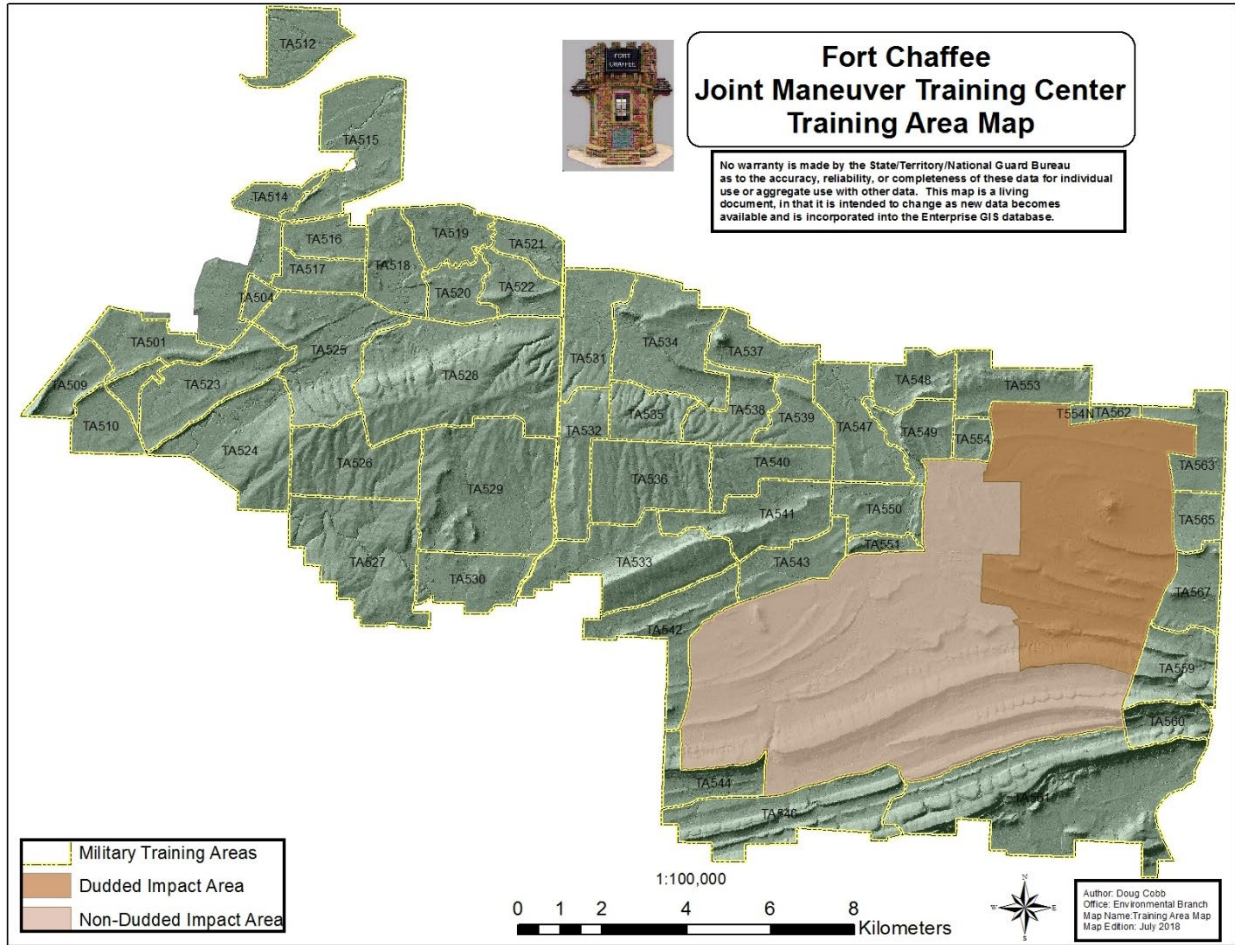 TA512
FORT
CHAFFEE
Fort Chaffee
Joint Maneuver Training Center
Training Area Map
No warranty is made by the State/Territory/National Guard Bureau
as to the accuracy, reliability, or completeness of these data for individual
use or aggregate use with other data. This map is a living
document, in that it is intended to change as new data becomes
available and is incorporated into the Enterprise GIS database.
TA515
TA514
TA516
TA519
TA521
TA517
TA518
TA504
TA520
TA522
TA501
TA525
TA531
TA534
TA537
TA509
TA523
TA528
TA548
TA553
TA510
TA535
TA538
TA539
TA547
T554N
TA562
TA524
TA532
TA549
TA554
TA526
TA529
TA536
TA540
TA563
TA541
TA550
TA565
TA527
TA530
TA533
TA543
TA551
TA567
TA542
TA559
TA560
TA544
TA546
TA561
Military Training Areas
Dudded Impact Area
Non-Dudded Impact Area
1:100,000
0 1 2 4 6 8
Kilometers
N
W
E
S
Author: Doug Cobb
Office: Environmental Branch
Map Name:Training Area Map
Map Edition: July 2018